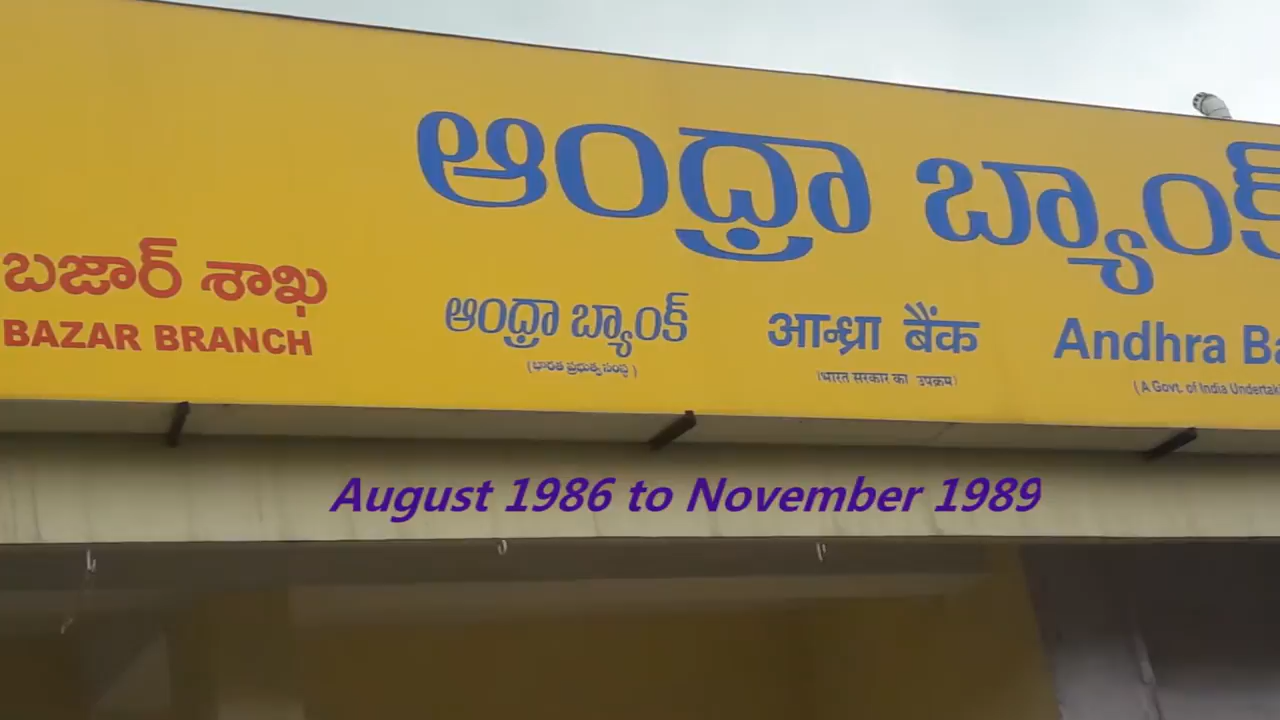 ఆంధ్రా బ్యాంక్
బజార్ శాఖ
BAZAR BRANCH
ఆంధ్రా బ్యాంక్
(భారత ప్రభుత్వ సంస్థ)
आन्ध्रा बैंक
(भारत सरकार का उपक्रम)
Andhra Ba
(A Govt. of India Undertak
August 1986 to November 1989